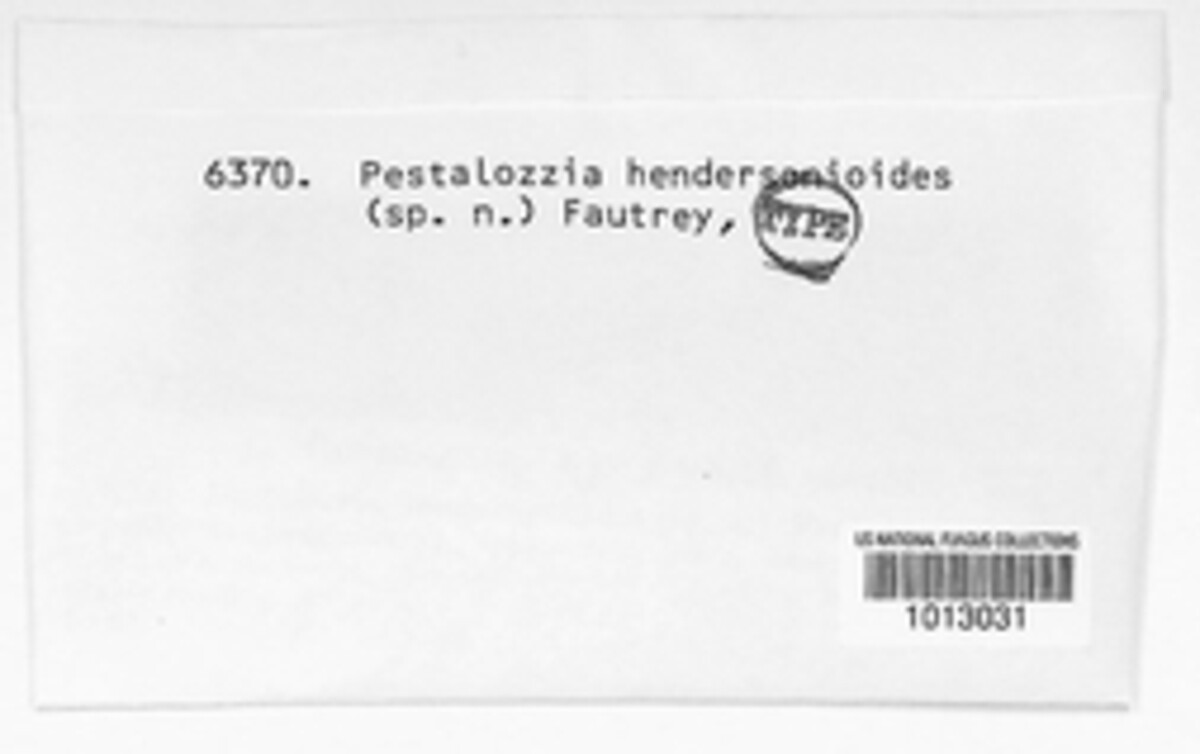 6370. Pestalozzia hendersonioides
(sp. n.) Fautrey,
TYPE
US NATIONAL FUNGUS COLLECTIONS
1013031